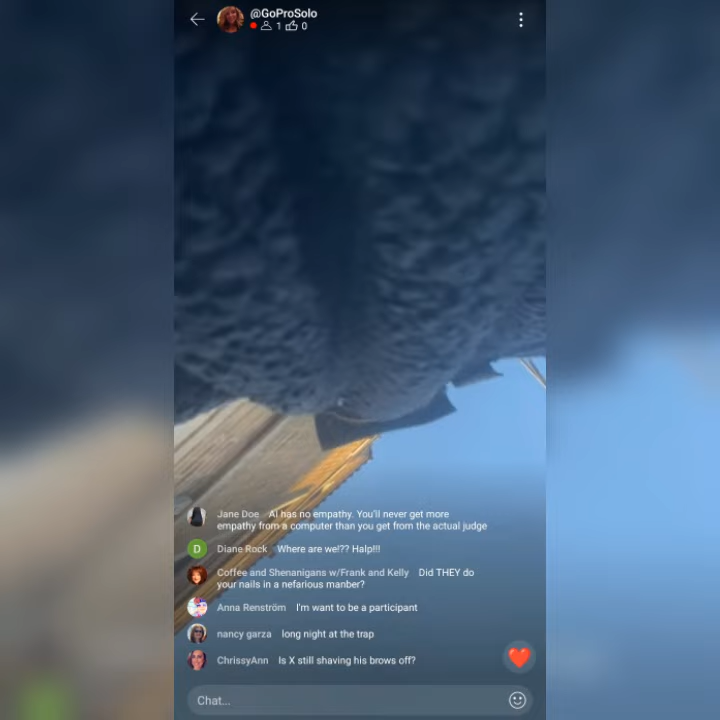 @GoProSolo
1 0
Jane Doe AI has no empathy. You'll never get more
empathy from a computer than you get from the actual judge
D Diane Rock Where are we!?? Halp!!!
Coffee and Shenanigans w/Frank and Kelly Did THEY do
your nails in a nefarious manber?
Anna Renström I'm want to be a participant
nancy garza long night at the trap
ChrissyAnn Is X still shaving his brows off?
Chat...